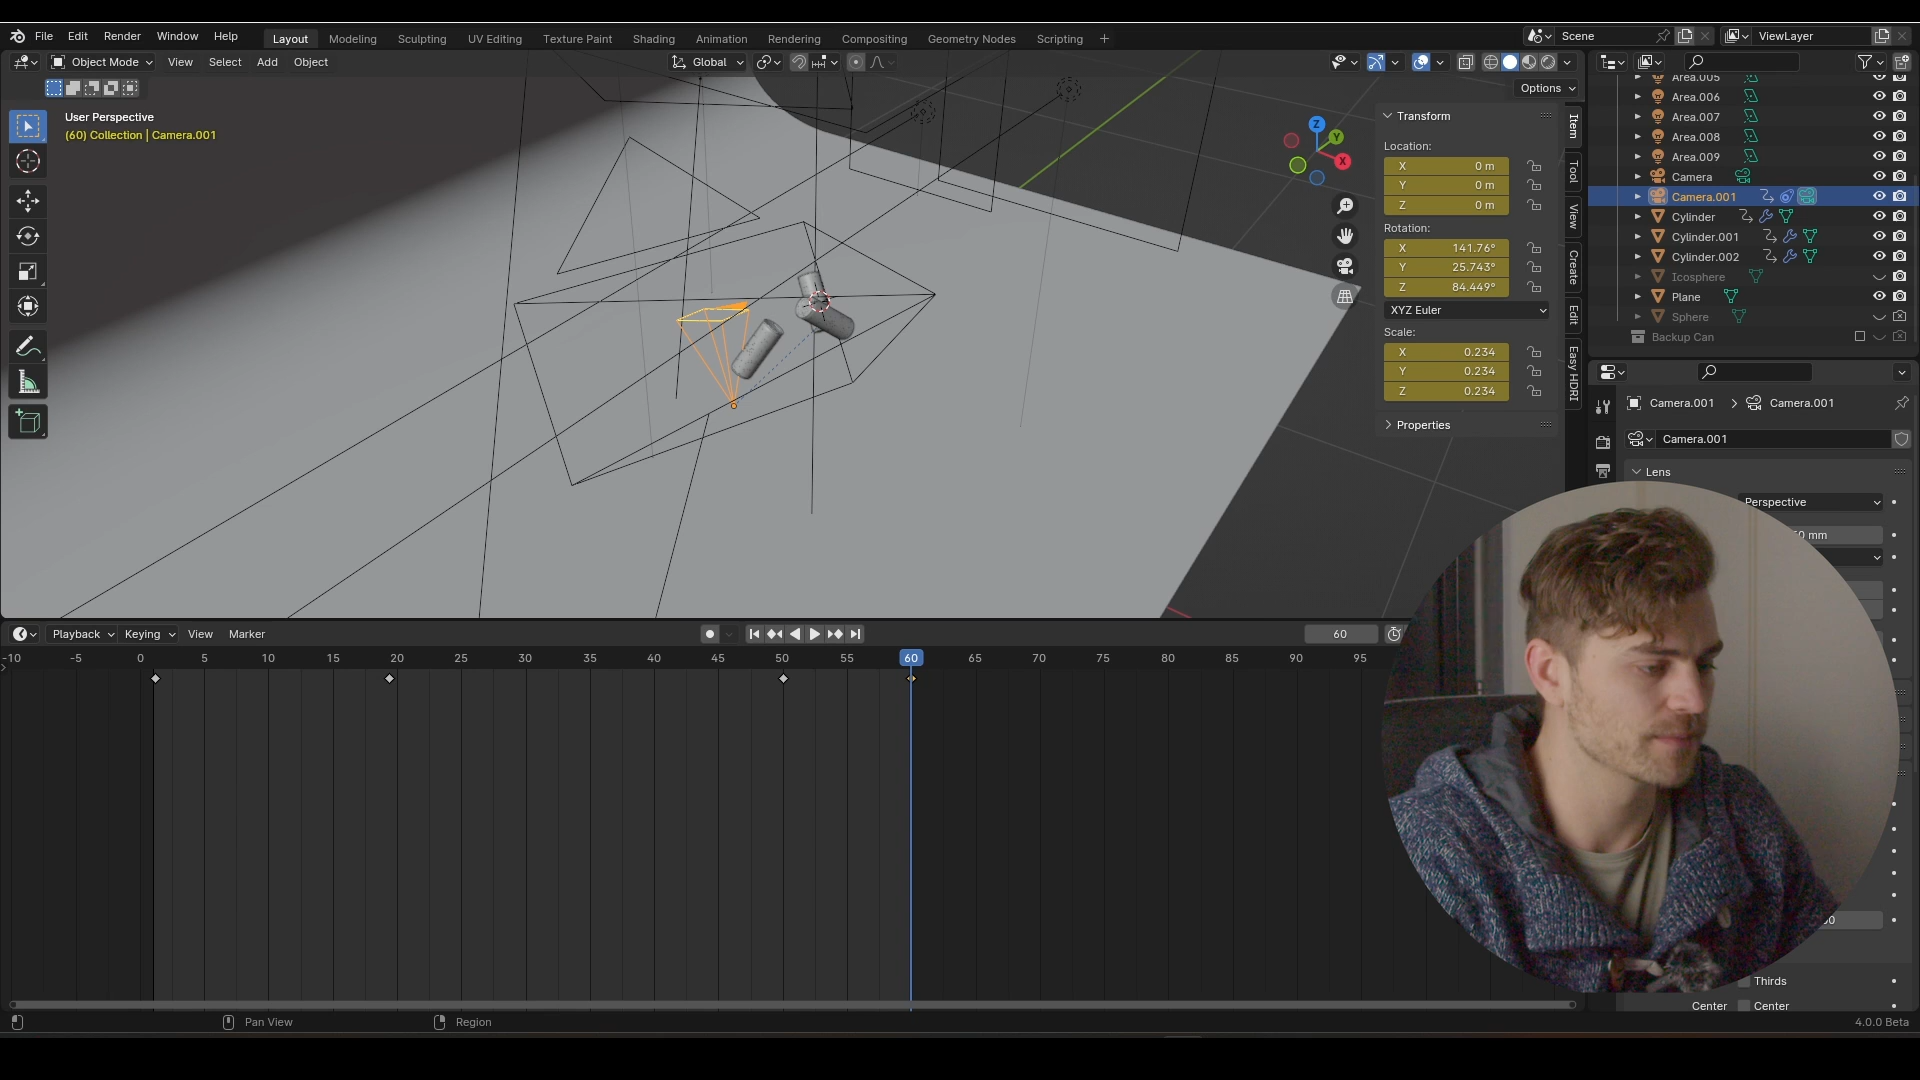 File Edit Render Window Help Layout Modeling Sculpting UV Editing Texture Paint Shading Animation Rendering Compositing Geometry Nodes Scripting + Scene ViewLayer
Object Mode View Select Add Object Global
Options
User Perspective
(60) Collection | Camera.001
Z
Y
X
Transform
Location:
X 0 m
Y 0 m
Z 0 m
Rotation:
X 141.76°
Y 25.743°
Z 84.449°
XYZ Euler
Scale:
X 0.234
Y 0.234
Z 0.234
Properties
Item
Tool
View
Create
Edit
Easy HDRI
Area.005
Area.006
Area.007
Area.008
Area.009
Camera
Camera.001
Cylinder
Cylinder.001
Cylinder.002
Icosphere
Plane
Sphere
Backup Can
Camera.001 Camera.001
Camera.001
Lens
Perspective
0 mm
Thirds
Center Center
Playback Keying View Marker 60
-10 -5 0 5 10 15 20 25 30 35 40 45 50 55 60 65 70 75 80 85 90 95
Pan View Region 4.0.0 Beta